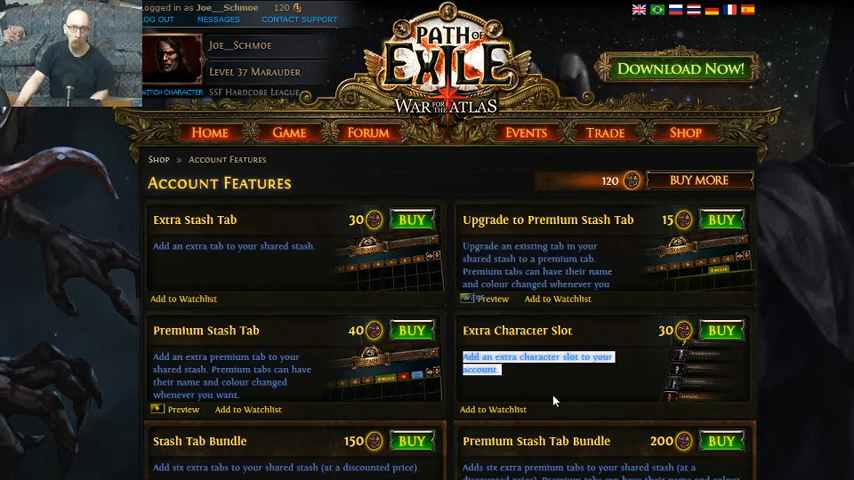 Logged in as Joe__Schmoe 120
LOG OUT MESSAGES CONTACT SUPPORT
JOE__SCHMOE
LEVEL 37 MARAUDER
SWITCH CHARACTER SSF HARDCORE LEAGUE
PATH OF
EXILE
WAR FOR THE ATLAS
DOWNLOAD NOW!
HOME GAME FORUM EVENTS TRADE SHOP
SHOP » ACCOUNT FEATURES
ACCOUNT FEATURES 120 BUY MORE
Extra Stash Tab 30 BUY
Add an extra tab to your shared stash.
Add to Watchlist
Upgrade to Premium Stash Tab 15 BUY
Upgrade an existing tab in your
shared stash to a premium tab.
Premium tabs can have their name
and colour changed whenever you
want.
Preview Add to Watchlist
Premium Stash Tab 40 BUY
Add an extra premium tab to your
shared stash. Premium tabs can have
their name and colour changed
whenever you want.
Preview Add to Watchlist
Extra Character Slot 30 BUY
Add an extra character slot to your
account.
Add to Watchlist
Stash Tab Bundle 150 BUY
Add six extra tabs to your shared stash (at a discounted price).
Premium Stash Tab Bundle 200 BUY
Adds six extra premium tabs to your shared stash (at a